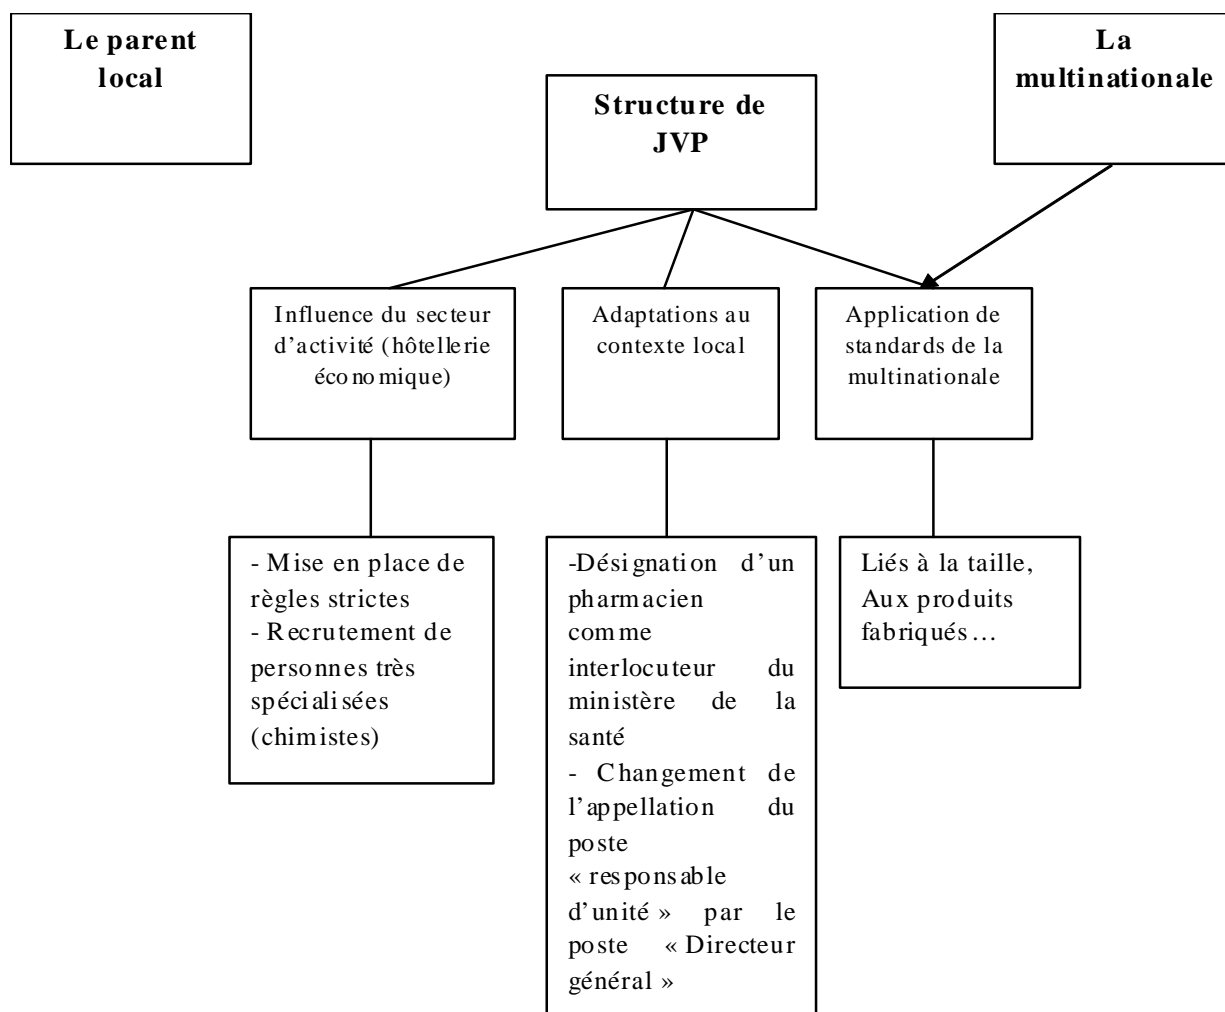 Le parent
local
La
multinationale
Structure de
JVP
Influence du secteur
d’activité (hôtellerie
économique)
Adaptations au
contexte local
Application de
standards de la
multinationale
- Mise en place de
règles strictes
- Recrutement de
personnes très
spécialisées
(chimistes)
-Désignation d’un
pharmacien
comme
interlocuteur du
ministère de la
santé
- Changement de
l’appellation du
poste
« responsable
d’unité » par le
poste « Directeur
général »
Liés à la taille,
Aux produits
fabriqués…